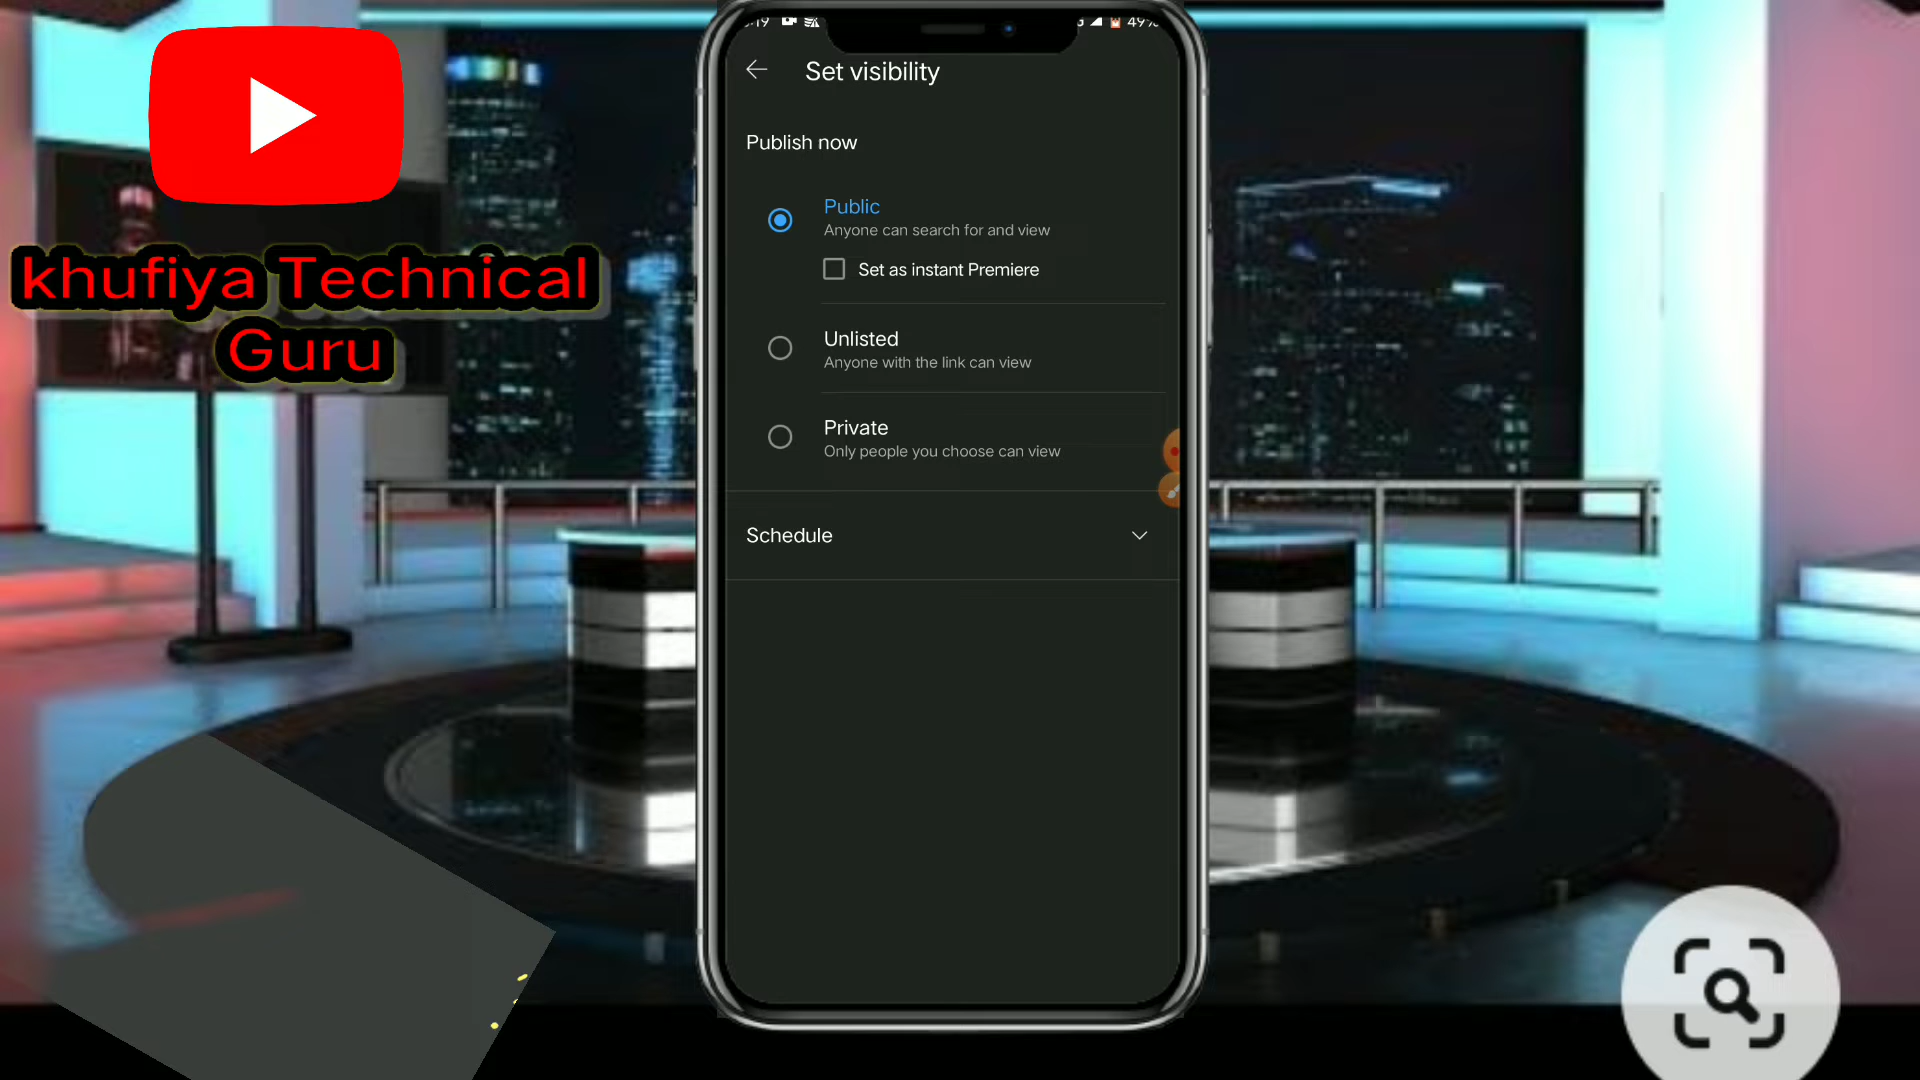 49%
Set visibility
Publish now
Public
Anyone can search for and view
Set as instant Premiere
Unlisted
Anyone with the link can view
Private
Only people you choose can view
Schedule
khufiya Technical
Guru